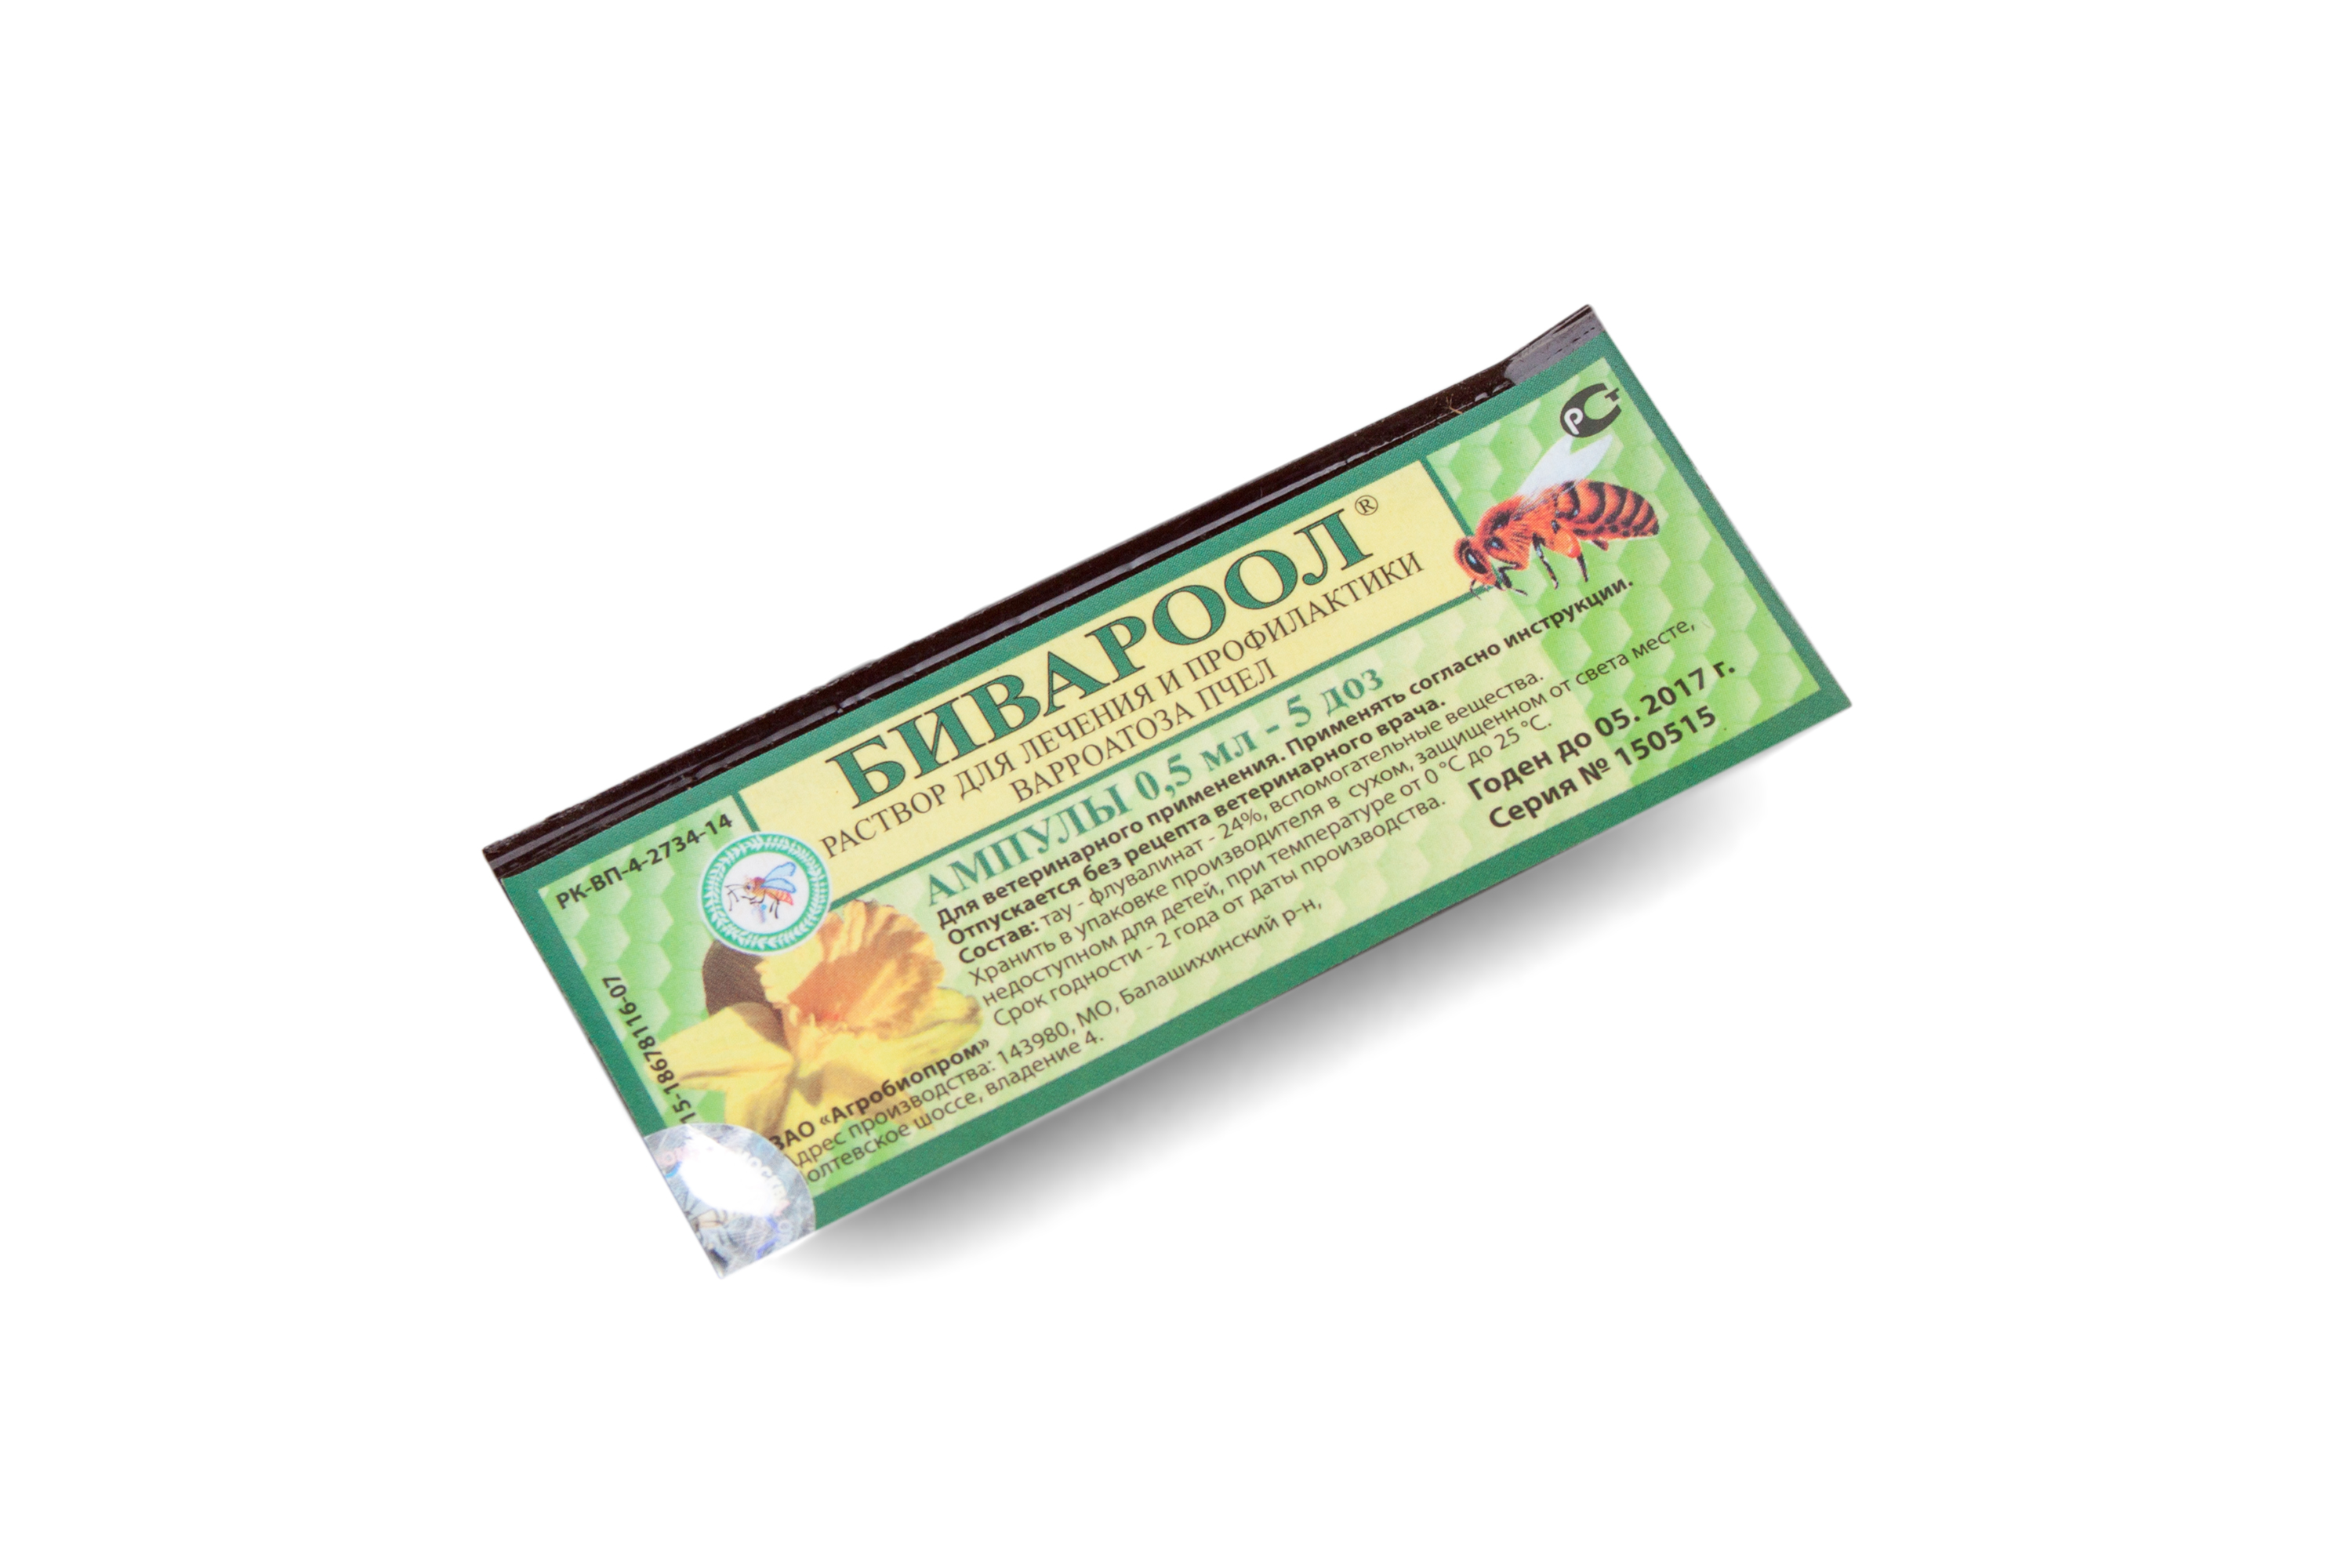 РСТ
БИВАРООЛ®
РАСТВОР ДЛЯ ЛЕЧЕНИЯ И ПРОФИЛАКТИКИ
ВАРРОАТОЗА ПЧЕЛ
РК-ВП-4-2734-14
АМПУЛЫ 0,5 мл - 5 доз
Для ветеринарного применения. Применять согласно инструкции.
Отпускается без рецепта ветеринарного врача.
Состав: тау - флувалинат - 24%, вспомогательные вещества.
Хранить в упаковке производителя в сухом, защищенном от света месте,
недоступном для детей, при температуре от 0 °С до 25 °С.
Срок годности - 2 года от даты производства.
Годен до 05. 2017 г.
Серия № 150515
ЗАО «Агробиопром»
Адрес производства: 143980, МО, Балашихинский р-н,
олтевское шоссе, владение 4.
15-18678116-07